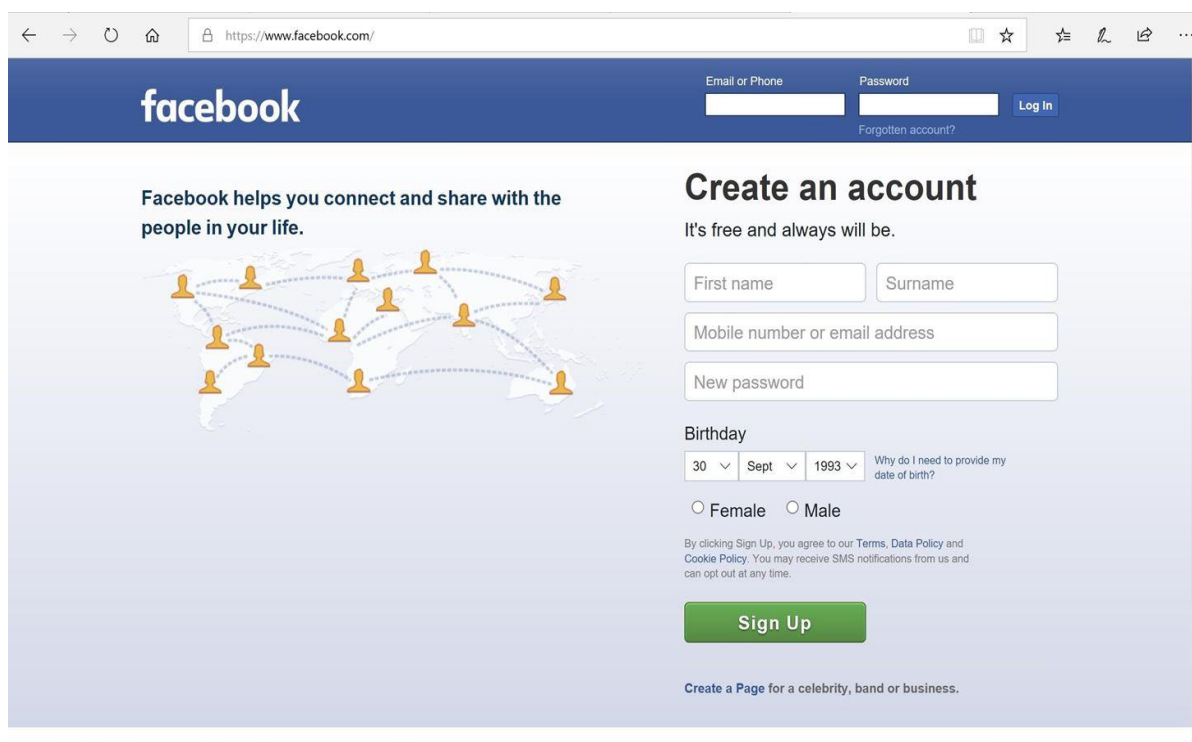 https://www.facebook.com/
Email or Phone Password
facebook
Log In
Forgotten account?
Facebook helps you connect and share with the
people in your life.
Create an account
It's free and always will be.
First name Surname
Mobile number or email address
New password
Birthday
30 Sept 1993
Why do I need to provide my
date of birth?
Female Male
By clicking Sign Up, you agree to our Terms, Data Policy and
Cookie Policy. You may receive SMS notifications from us and
can opt out at any time.
Sign Up
Create a Page for a celebrity, band or business.